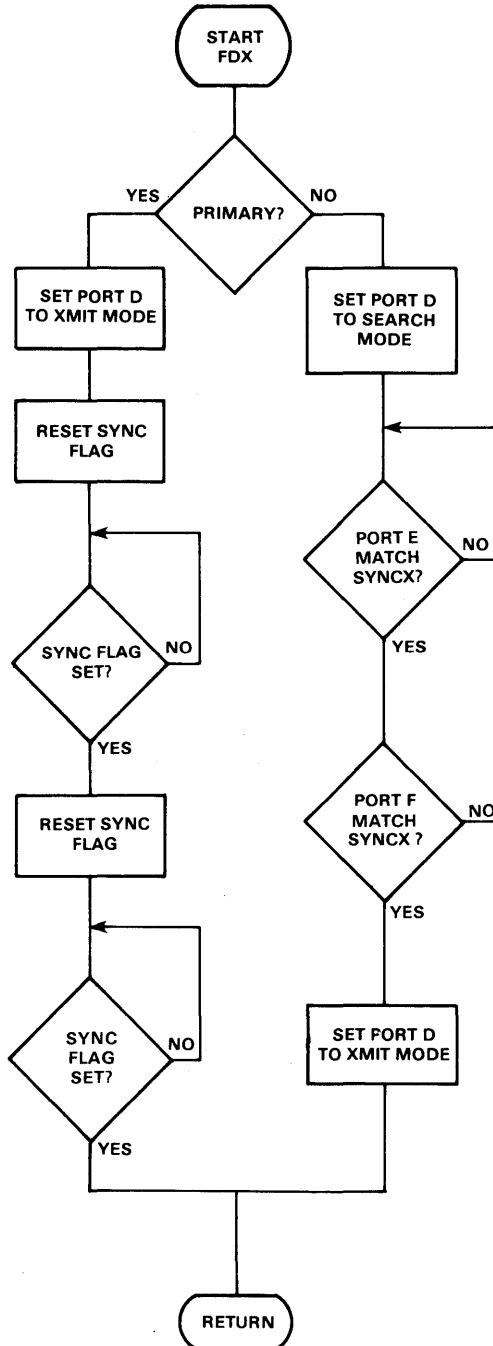 START
FDX
PRIMARY?
YES
NO
SET PORT D
TO XMIT MODE
RESET SYNC
FLAG
SYNC FLAG
SET?
NO
YES
RESET SYNC
FLAG
SYNC
FLAG
SET?
NO
YES
SET PORT D
TO SEARCH
MODE
PORT E
MATCH
SYNCX?
NO
YES
PORT F
MATCH
SYNCX ?
NO
YES
SET PORT D
TO XMIT MODE
RETURN